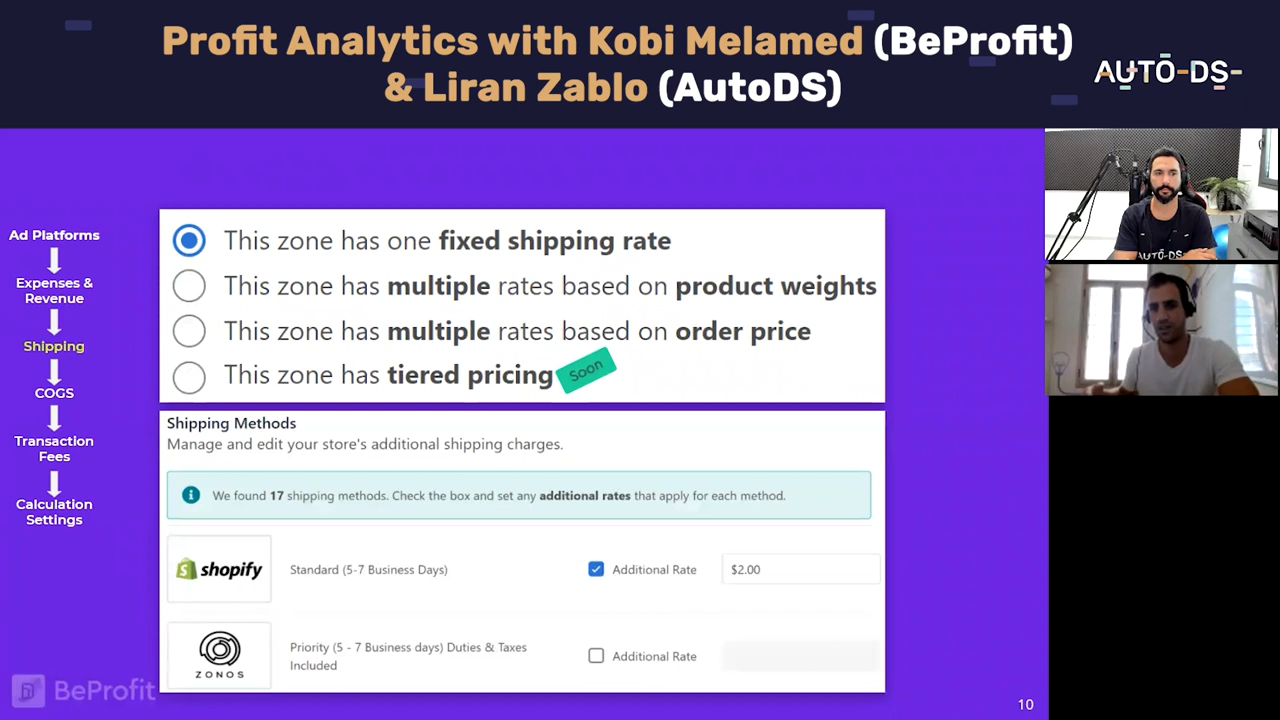 Profit Analytics with Kobi Melamed (BeProfit)
& Liran Zablo (AutoDS)
AUTO-DS-
Ad Platforms
Expenses &
Revenue
Shipping
COGS
Transaction
Fees
Calculation
Settings
This zone has one fixed shipping rate
This zone has multiple rates based on product weights
This zone has multiple rates based on order price
This zone has tiered pricing Soon
Shipping Methods
Manage and edit your store's additional shipping charges.
We found 17 shipping methods. Check the box and set any additional rates that apply for each method.
shopify
Standard (5-7 Business Days)
Additional Rate
$2.00
ZONOS
Priority (5 - 7 Business days) Duties & Taxes
Included
Additional Rate
BeProfit
10
AUTO-DS-